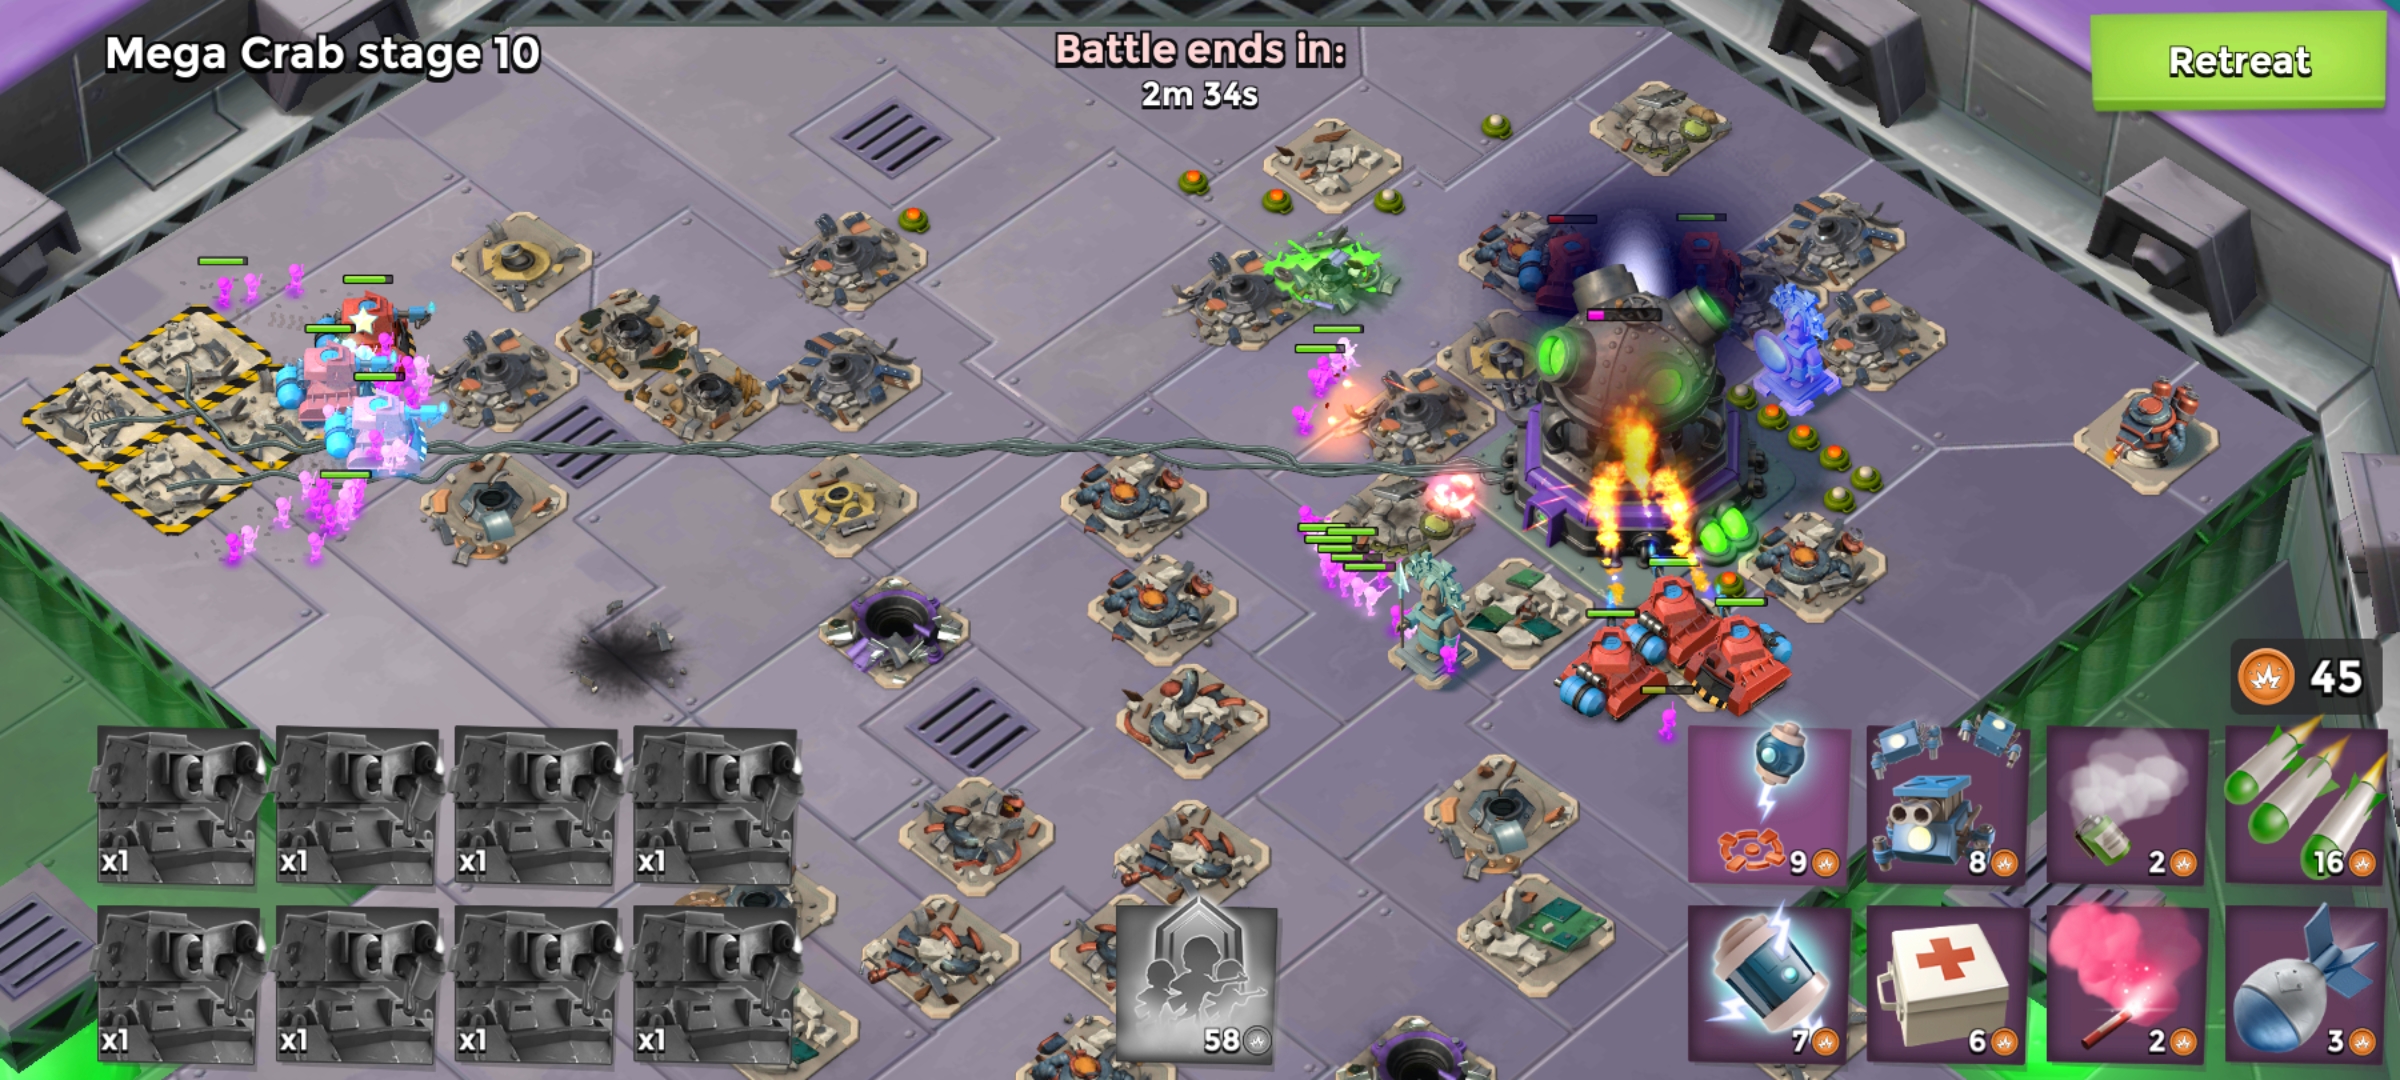 Mega Crab stage 10
Battle ends in:
2m 34s
Retreat
45
x1
x1
x1
x1
9
8
2
16
x1
x1
x1
x1
58
7
6
2
3